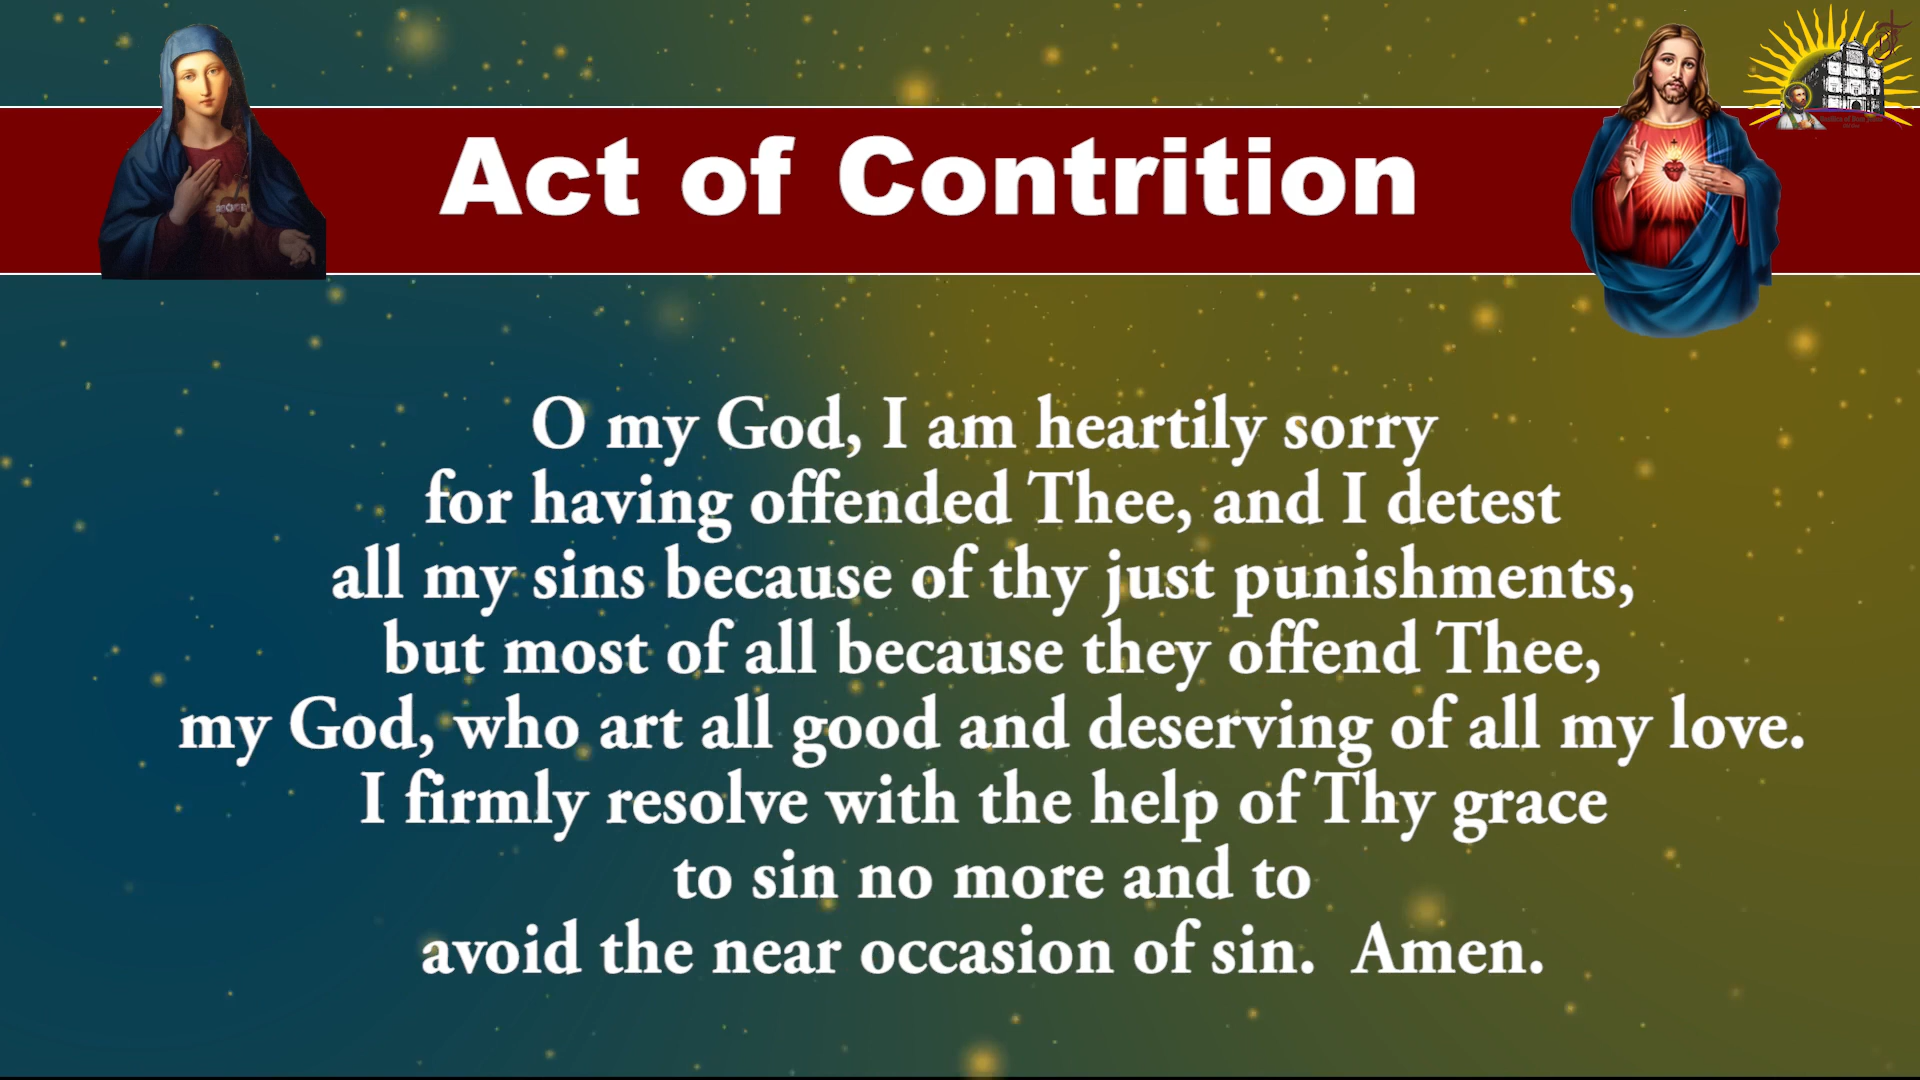 Act of Contrition
O my God, I am heartily sorry
for having offended Thee, and I detest
all my sins because of thy just punishments,
but most of all because they offend Thee,
my God, who art all good and deserving of all my love.
I firmly resolve with the help of Thy grace
to sin no more and to
avoid the near occasion of sin. Amen.